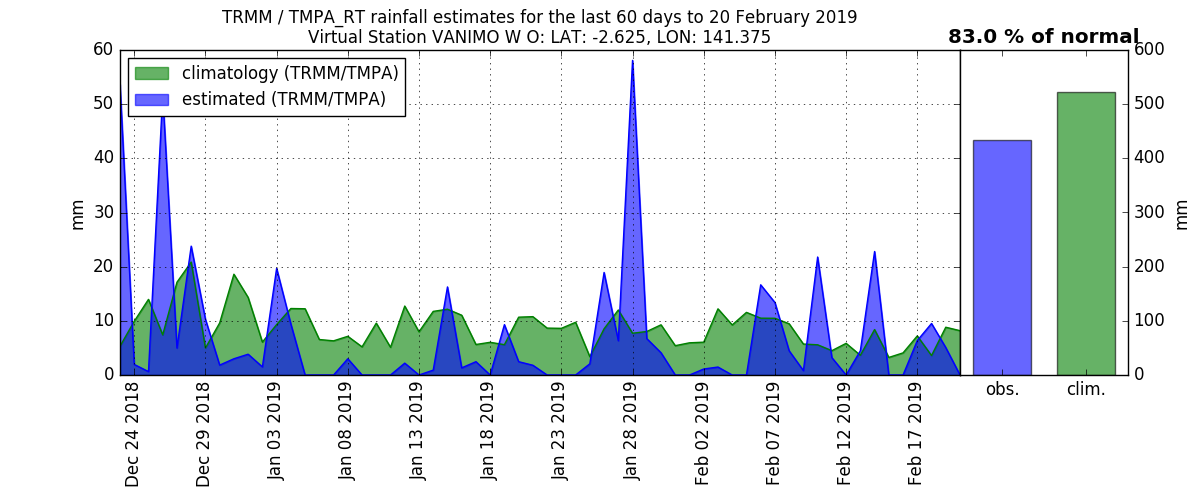 TRMM / TMPA_RT rainfall estimates for the last 60 days to 20 February 2019
Virtual Station VANIMO W O: LAT: -2.625, LON: 141.375
83.0 % of normal
climatology (TRMM/TMPA)
estimated (TRMM/TMPA)
60
50
40
30
20
10
0
mm
Dec 24 2018
Dec 29 2018
Jan 03 2019
Jan 08 2019
Jan 13 2019
Jan 18 2019
Jan 23 2019
Jan 28 2019
Feb 02 2019
Feb 07 2019
Feb 12 2019
Feb 17 2019
obs.
clim.
600
500
400
300
200
100
0
mm